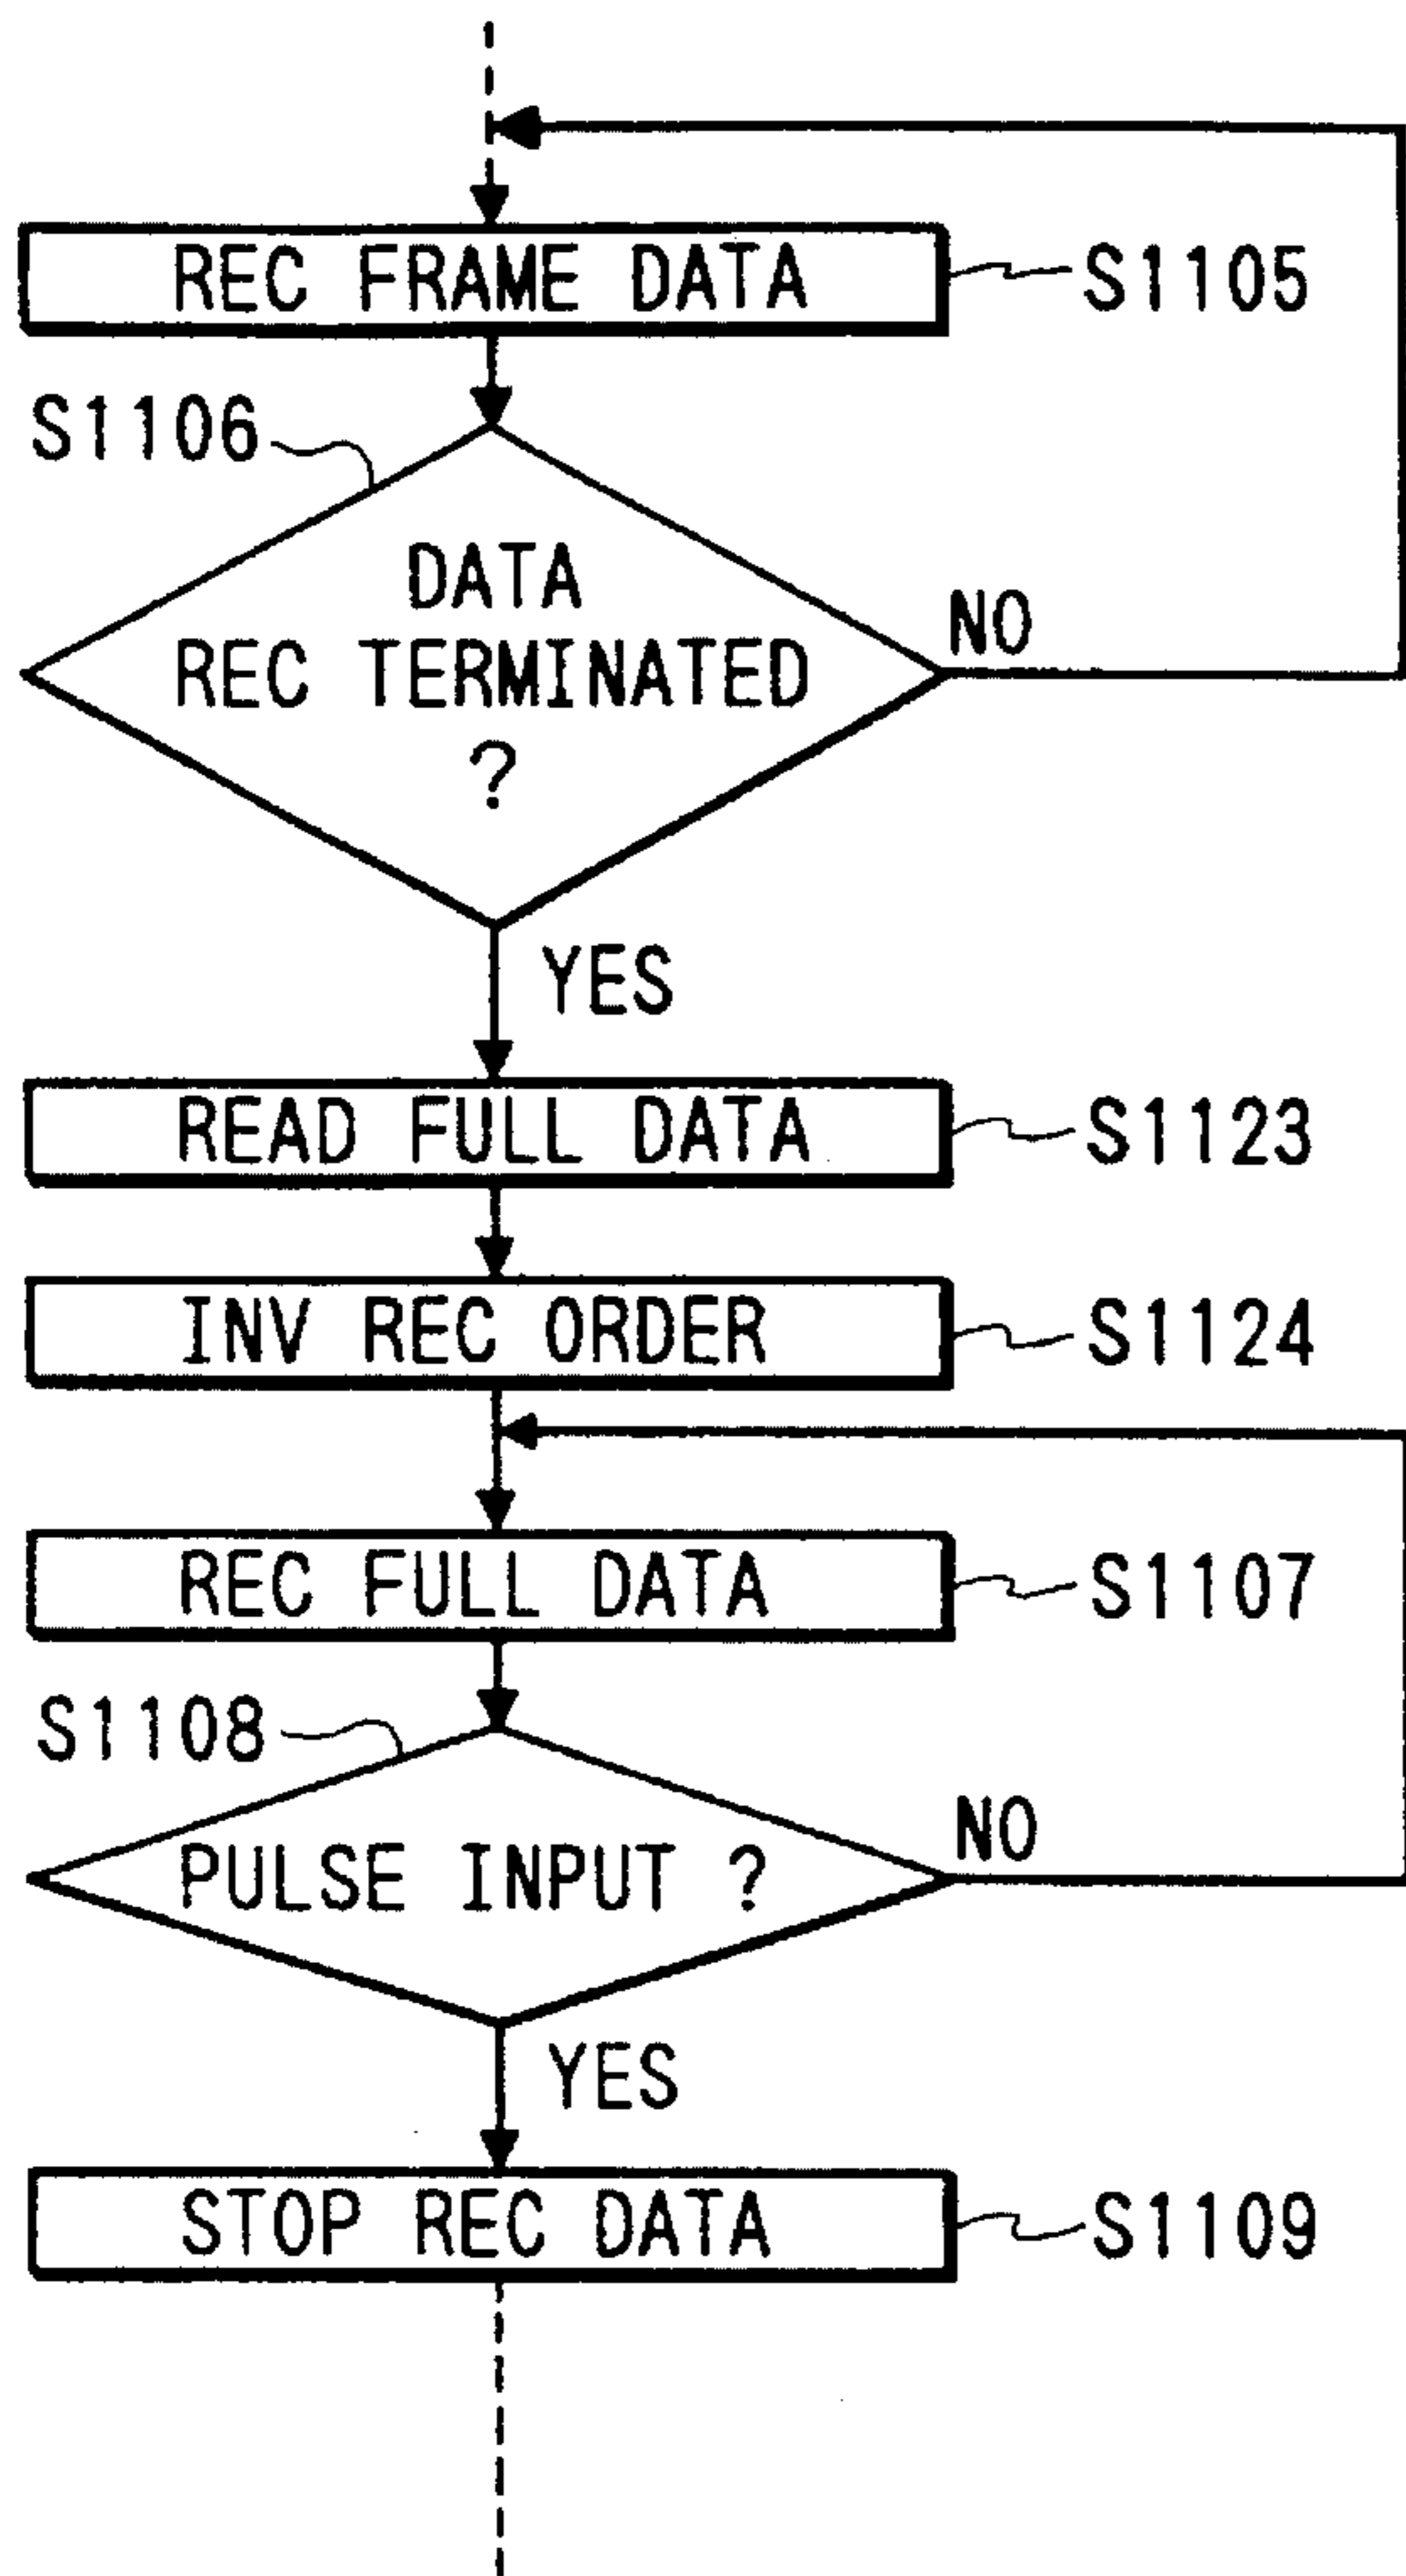 REC FRAME DATA
S1105
S1106
DATA
REC TERMINATED
?
NO
YES
READ FULL DATA
S1123
INV REC ORDER
S1124
REC FULL DATA
S1107
S1108
PULSE INPUT ?
NO
YES
STOP REC DATA
S1109